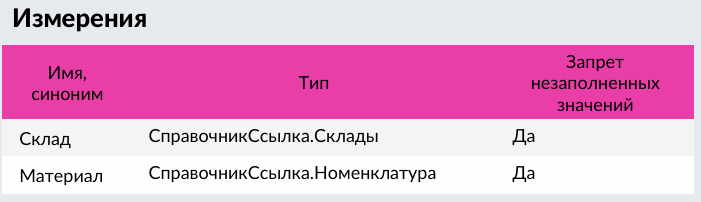 Измерения
Имя,
синоним
Тип
Запрет
незаполненных
значений
Склад
СправочникСсылка.Склады
Да
Материал
СправочникСсылка.Номенклатура
Да